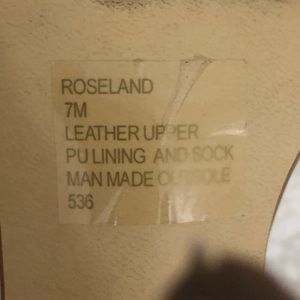 ROSELAND
7M
LEATHER UPPER
PU LINING AND SOCK
MAN MADE OUTSOLE
536